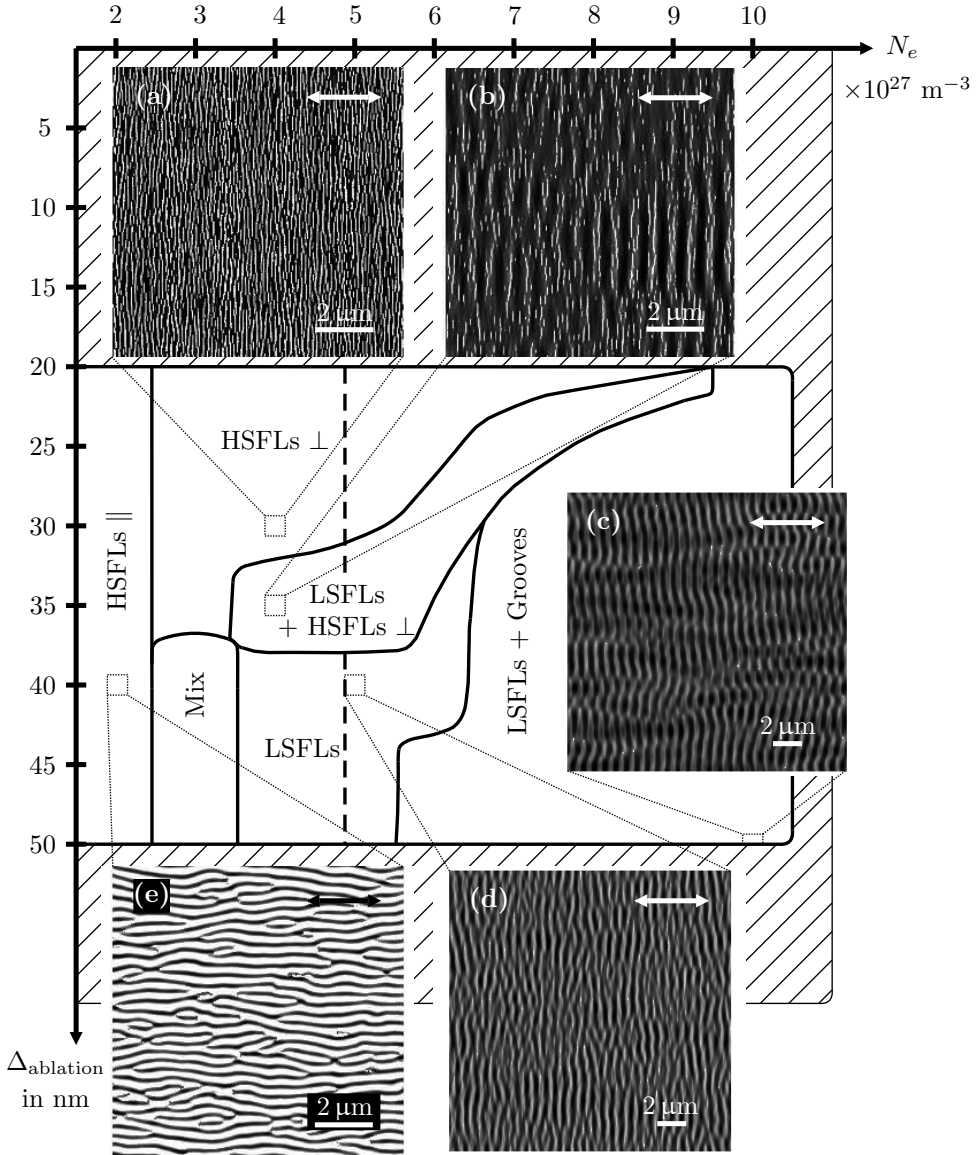 2 3 4 5 6 7 8 9 10
N_e
×10^27 m^−3
(a)
(b)
5
10
15
2 μm
2 μm
20
25
HSFLs ⊥
30
(c)
HSFLs ∥
LSFLs
+ HSFLs ⊥
LSFLs + Grooves
35
40
Mix
2 μm
LSFLs
45
50
(e)
(d)
Δablation
in nm
2 μm
2 μm